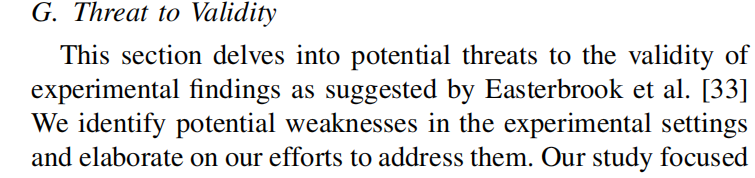 G. Threat to Validity
This section delves into potential threats to the validity of
experimental findings as suggested by Easterbrook et al. [33]
We identify potential weaknesses in the experimental settings
and elaborate on our efforts to address them. Our study focused